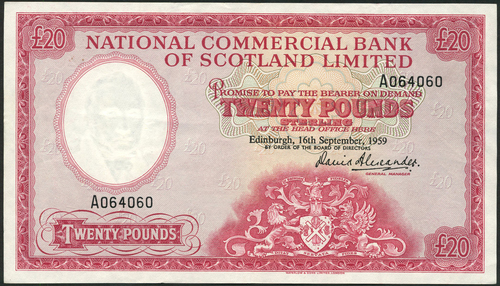 £20
£20
NATIONAL COMMERCIAL BANK
OF SCOTLAND LIMITED
A064060
PROMISE TO PAY THE BEARER ON DEMAND
TWENTY POUNDS
STERLING
AT THE HEAD OFFICE HERE
Edinburgh, 16th September, 1959
BY ORDER OF THE BOARD OF DIRECTORS
David Alexander
GENERAL MANAGER
A064060
TWENTY POUNDS
£20